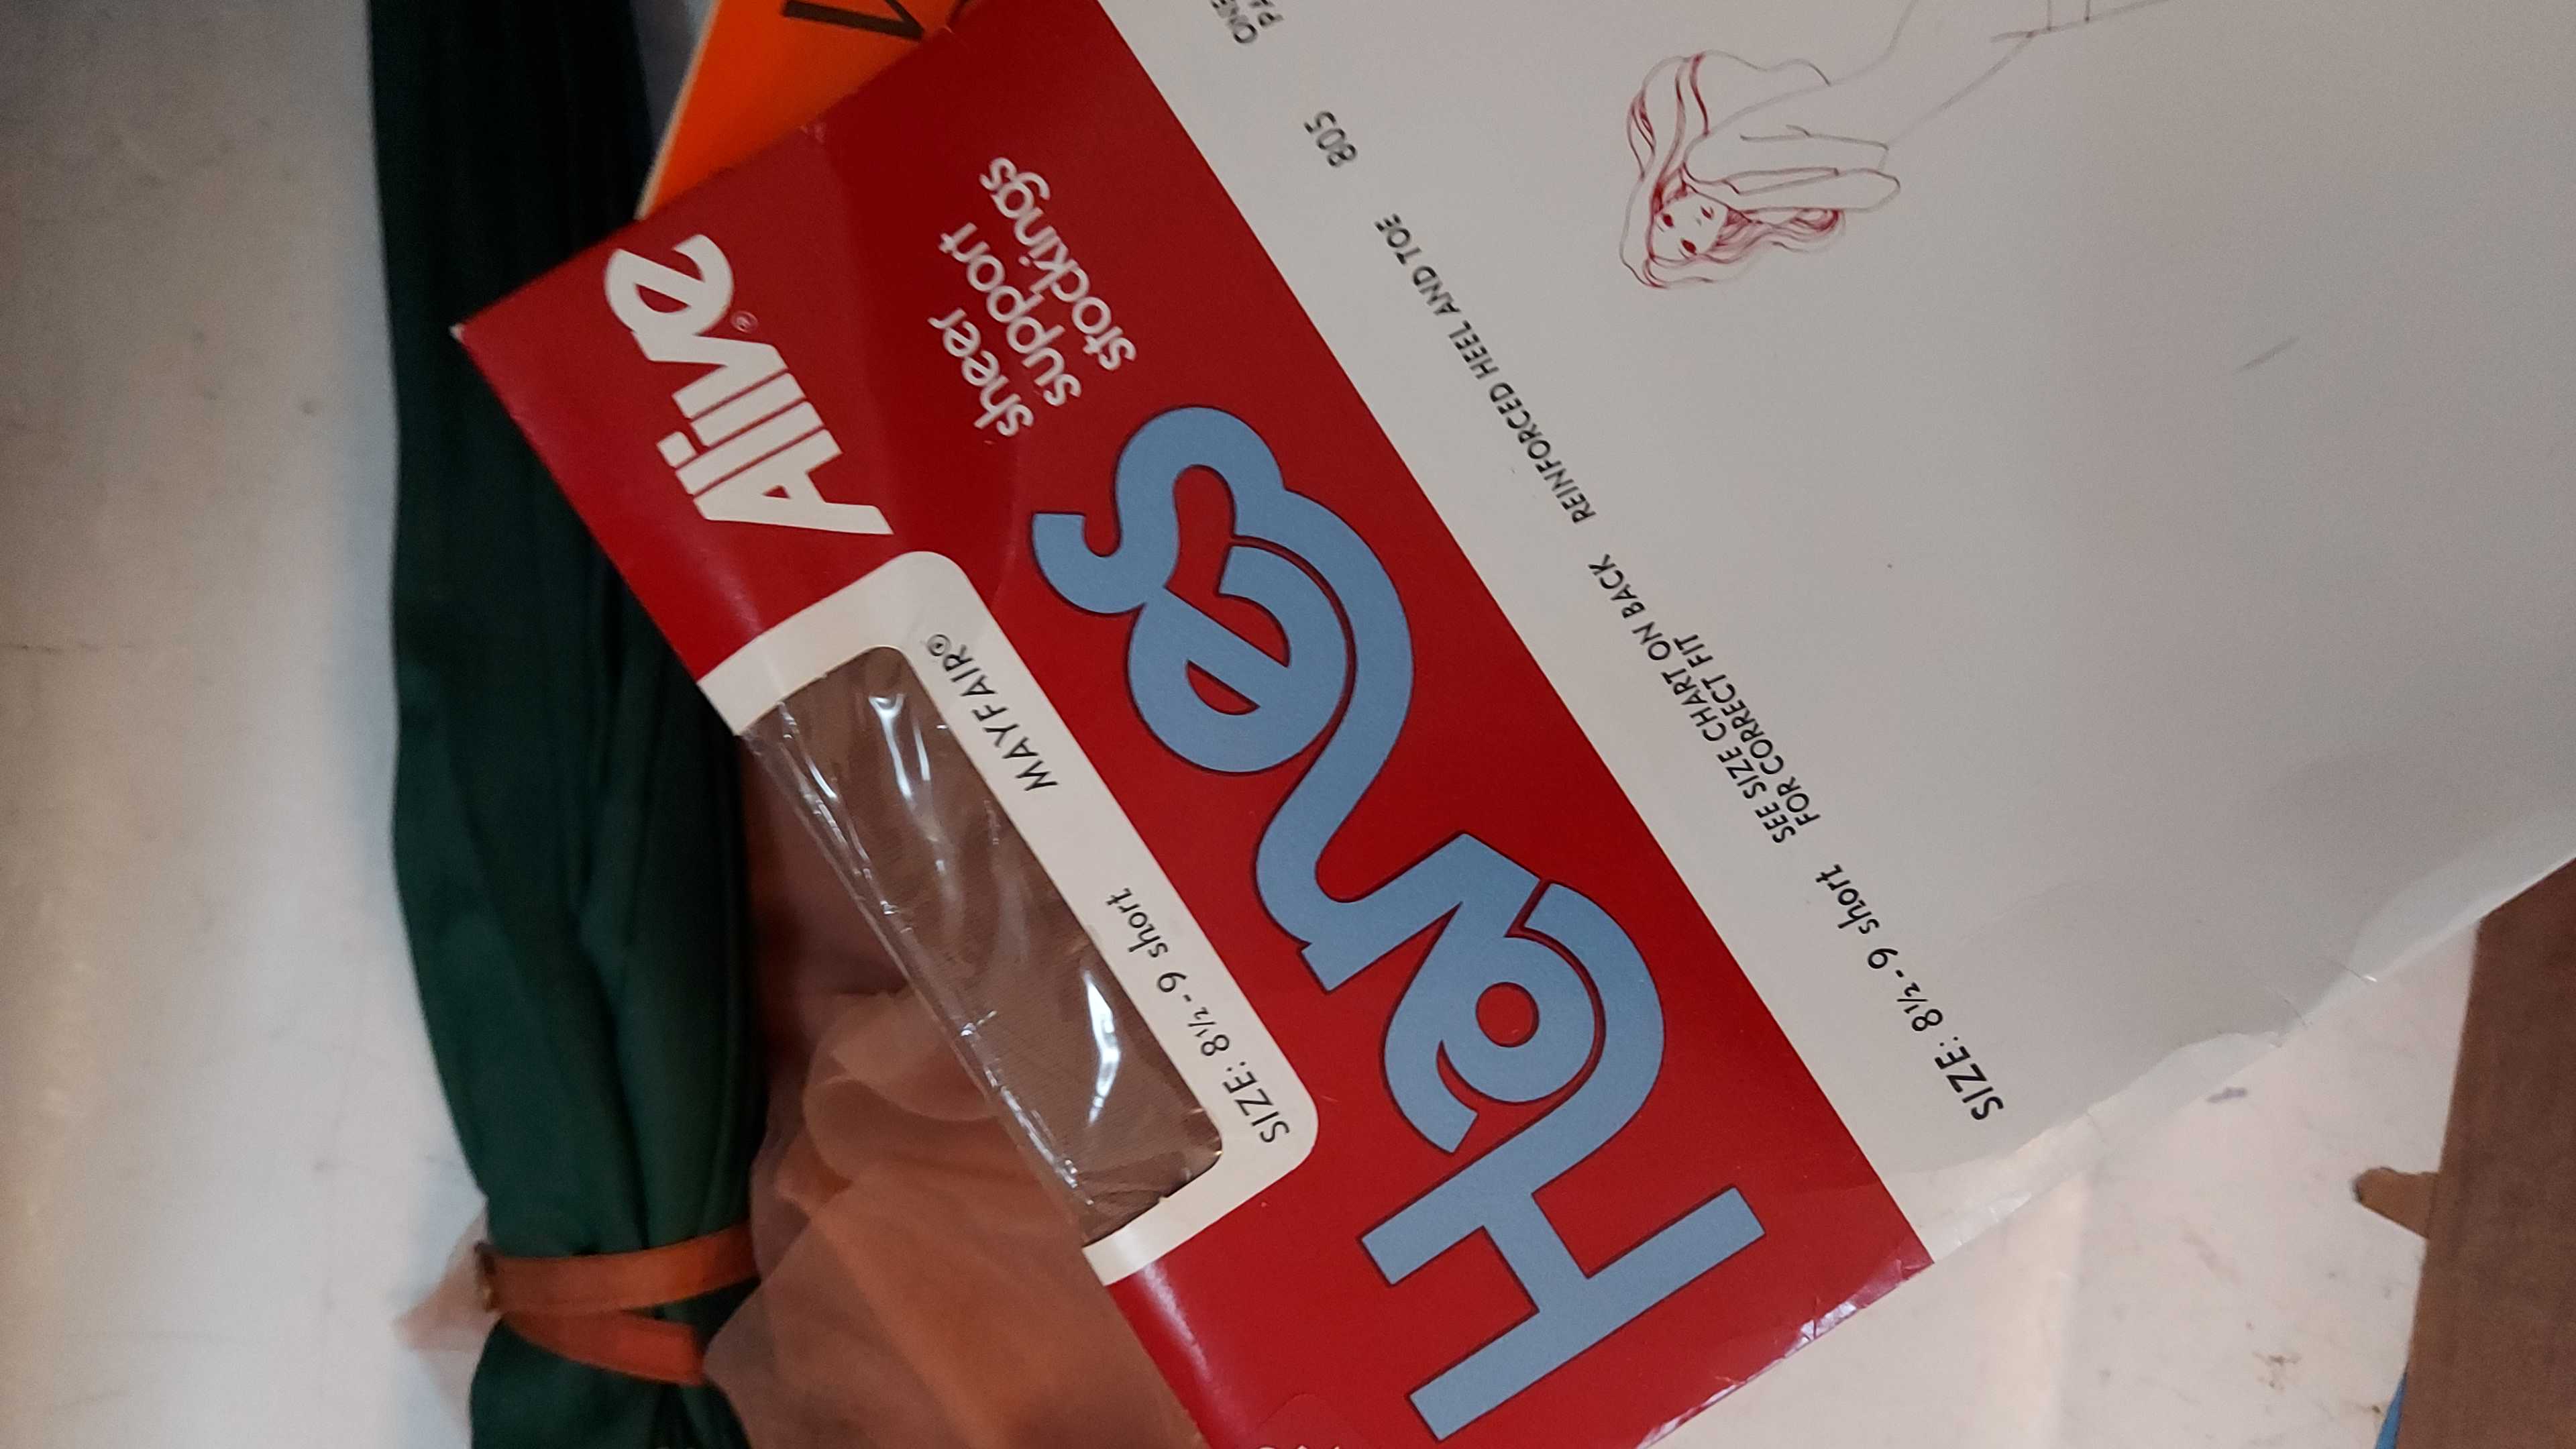 Hanes
sheer
support
stockings
Alive®
MAYFAIR®
SIZE: 8½ - 9 short
SIZE: 8½ - 9 short
SEE SIZE CHART ON BACK
FOR CORRECT FIT
REINFORCED HEEL AND TOE
805
ONE